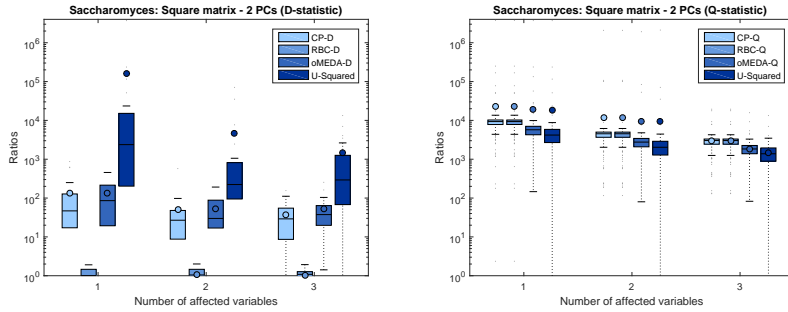 Saccharomyces: Square matrix - 2 PCs (D-statistic)
10^6
10^5
10^4
10^3
10^2
10^1
10^0
Ratios
CP-D
RBC-D
oMEDA-D
U-Squared
1 2 3
Number of affected variables
Saccharomyces: Square matrix - 2 PCs (Q-statistic)
10^6
10^5
10^4
10^3
10^2
10^1
10^0
Ratios
CP-Q
RBC-Q
oMEDA-Q
U-Squared
1 2 3
Number of affected variables